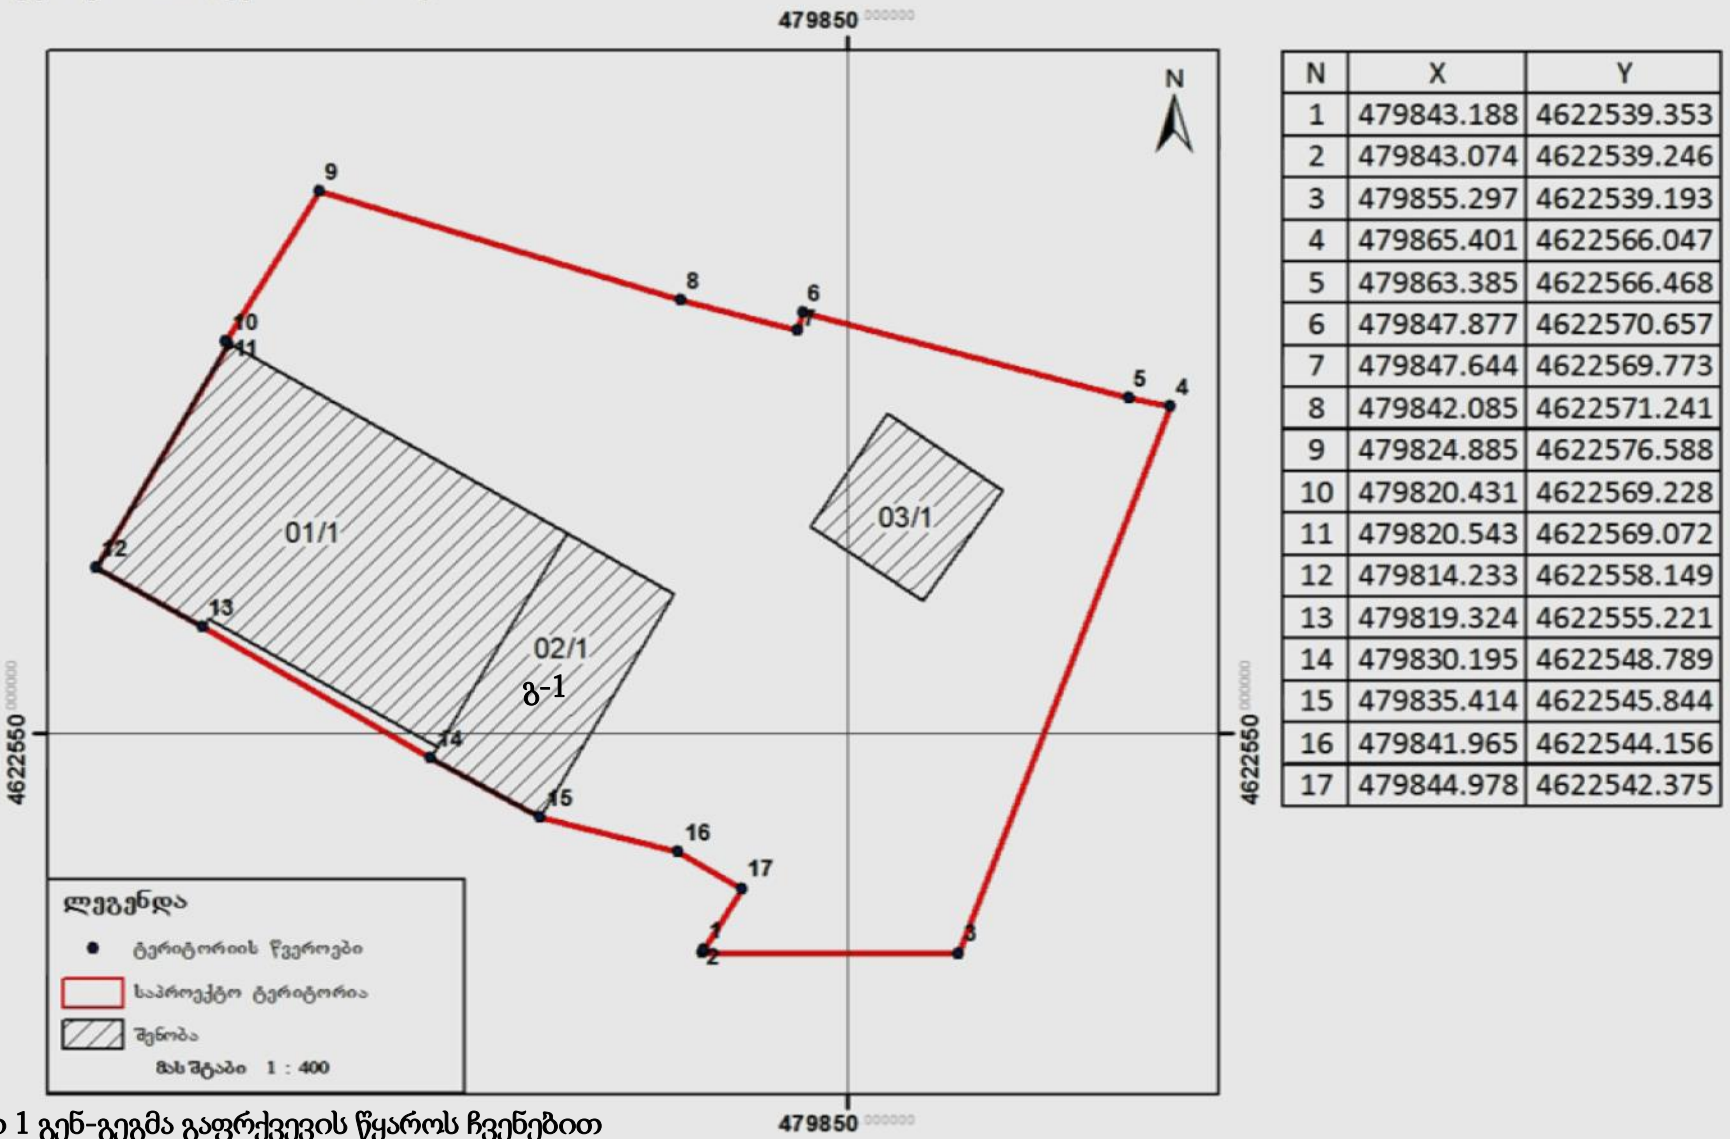 479850.000000
N
9
8
6
7
5
4
10
11
01/1
03/1
12
13
02/1
გ-1
14
15
16
17
1
2
3
4622550.000000
4622550.000000
479850.000000
ლეგენდა
ტერიტორიის წვეროები
საპროექტო ტერიტორია
შენობა
მასშტაბი 1 : 400
N X Y
1 479843.188 4622539.353
2 479843.074 4622539.246
3 479855.297 4622539.193
4 479865.401 4622566.047
5 479863.385 4622566.468
6 479847.877 4622570.657
7 479847.644 4622569.773
8 479842.085 4622571.241
9 479824.885 4622576.588
10 479820.431 4622569.228
11 479820.543 4622569.072
12 479814.233 4622558.149
13 479819.324 4622555.221
14 479830.195 4622548.789
15 479835.414 4622545.844
16 479841.965 4622544.156
17 479844.978 4622542.375
1 გენ-გეგმა გაფრქვევის წყაროს ჩვენებით